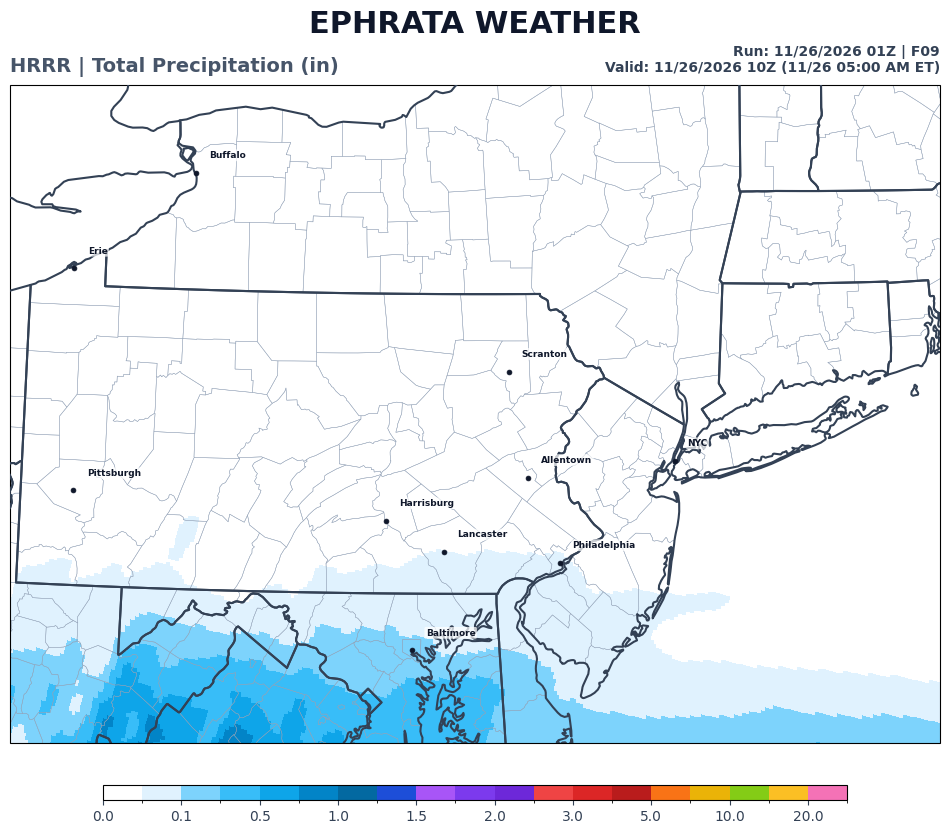 EPHRATA WEATHER
HRRR | Total Precipitation (in)
Run: 11/26/2026 01Z | F09
Valid: 11/26/2026 10Z (11/26 05:00 AM ET)
Buffalo
Erie
Scranton
NYC
Allentown
Pittsburgh
Harrisburg
Lancaster
Philadelphia
Baltimore
0.0 0.1 0.5 1.0 1.5 2.0 3.0 5.0 10.0 20.0